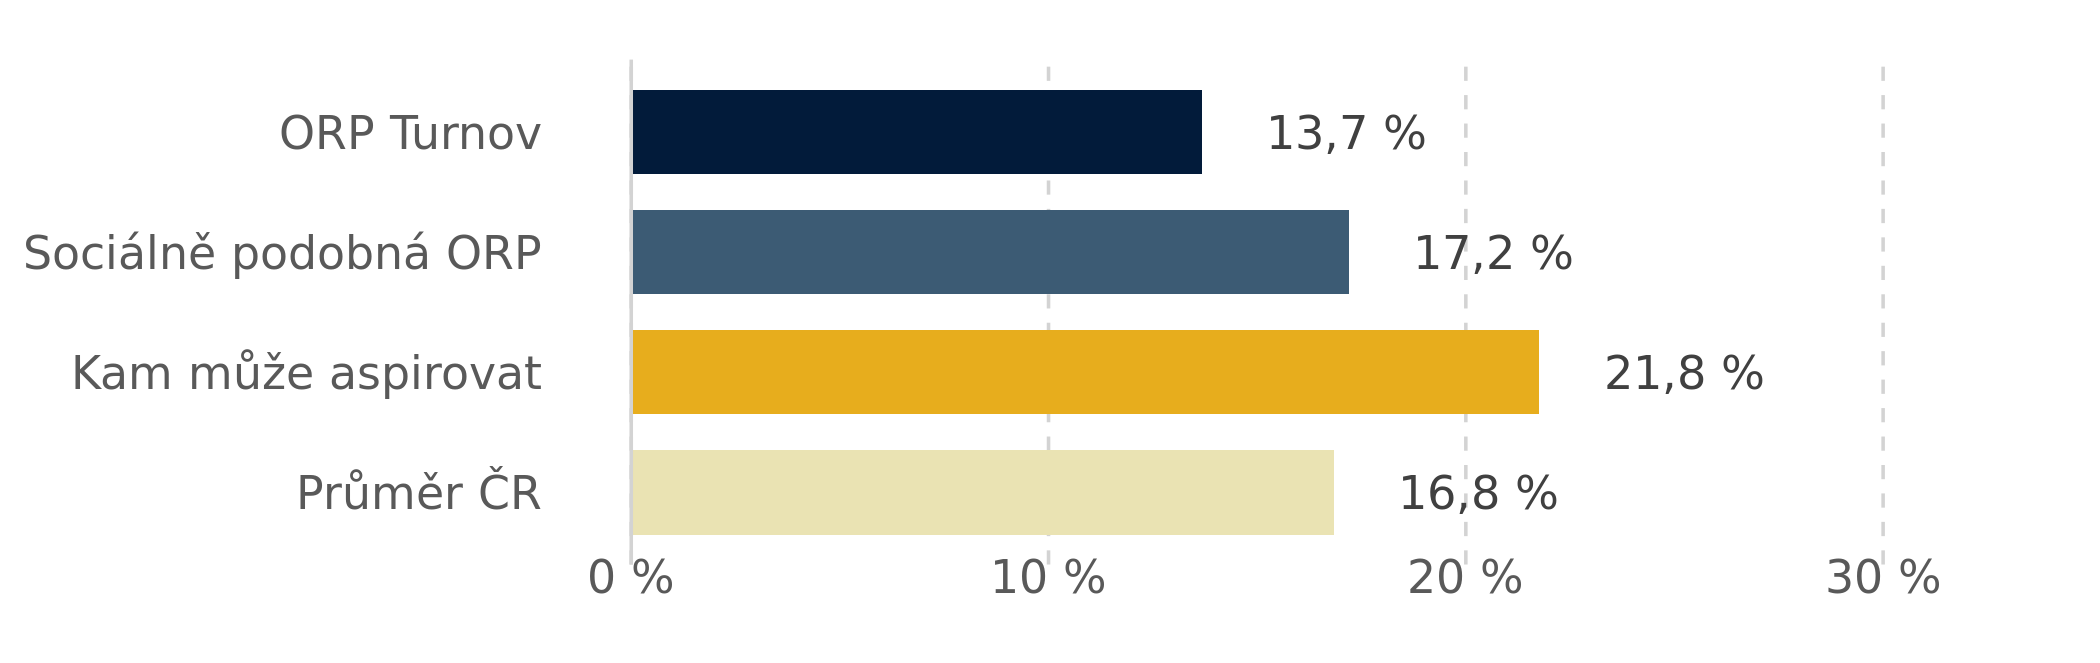 ORP Turnov 13,7 %
Sociálně podobná ORP 17,2 %
Kam může aspirovat 21,8 %
Průměr ČR 16,8 %
0 % 10 % 20 % 30 %